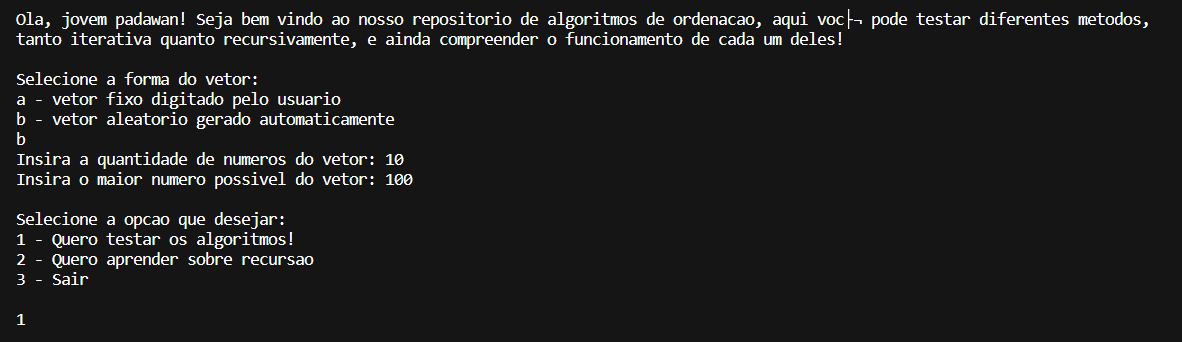 Ola, jovem padawan! Seja bem vindo ao nosso repositorio de algoritmos de ordenacao, aqui voc├¬ pode testar diferentes metodos,
tanto iterativa quanto recursivamente, e ainda compreender o funcionamento de cada um deles!
Selecione a forma do vetor:
a - vetor fixo digitado pelo usuario
b - vetor aleatorio gerado automaticamente
b
Insira a quantidade de numeros do vetor: 10
Insira o maior numero possivel do vetor: 100
Selecione a opcao que desejar:
1 - Quero testar os algoritmos!
2 - Quero aprender sobre recursao
3 - Sair
1